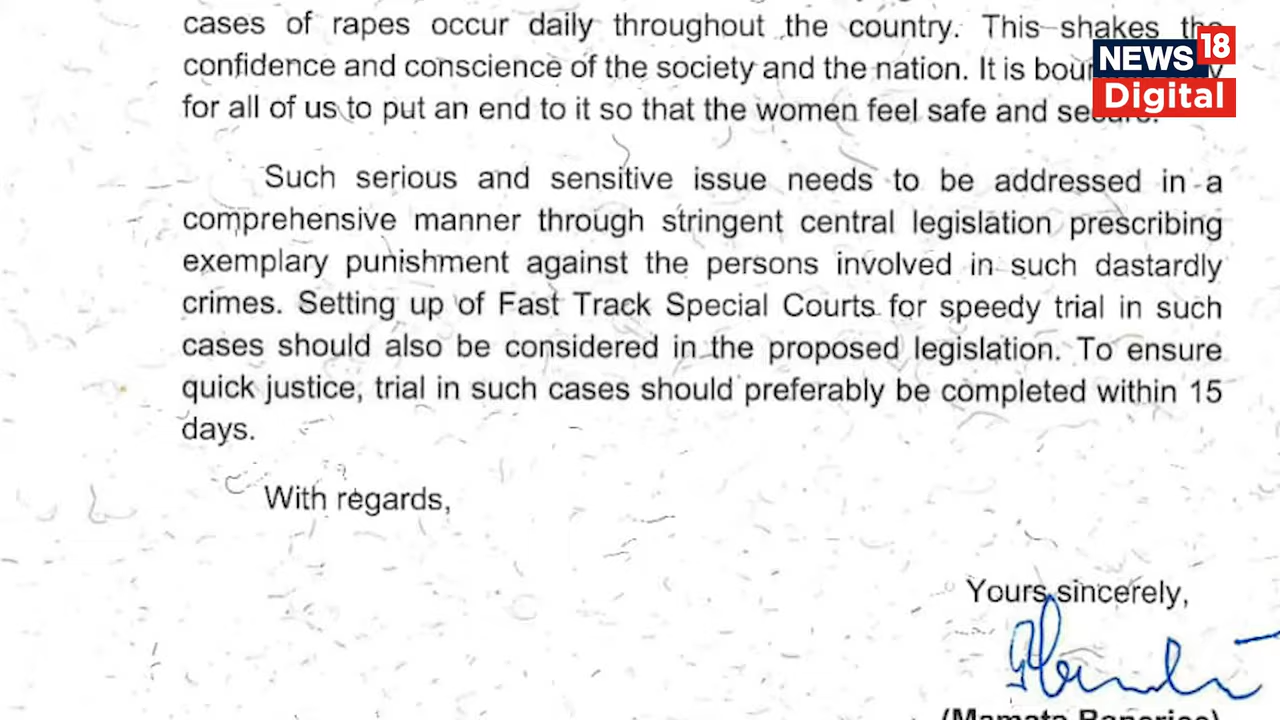 cases of rapes occur daily throughout the country. This shakes the
confidence and conscience of the society and the nation. It is
for all of us to put an end to it so that the women feel safe and secure.
Such serious and sensitive issue needs to be addressed in a
comprehensive manner through stringent central legislation prescribing
exemplary punishment against the persons involved in such dastardly
crimes. Setting up of Fast Track Special Courts for speedy trial in such
cases should also be considered in the proposed legislation. To ensure
quick justice, trial in such cases should preferably be completed within 15
days.
With regards,
Yours sincerely,
(Mamata Banerjee)
NEWS 18
Digital